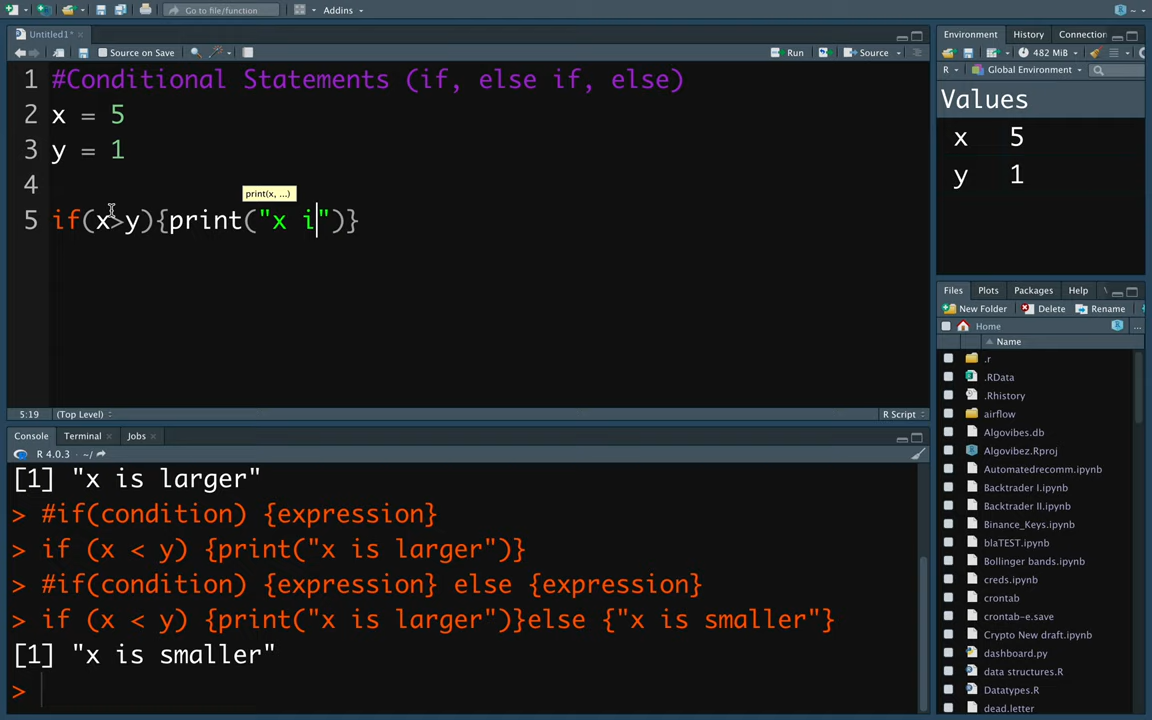 Go to file/function
Addins
Untitled1*
Source on Save
Run
Source
1 #Conditional Statements (if, else if, else)
2 x = 5
3 y = 1
4
print(x, ...)
5 if(x>y){print("x i")}
5:19
(Top Level)
R Script
Console
Terminal
Jobs
R 4.0.3 · ~/
[1] "x is larger"
> #if(condition) {expression}
> if (x < y) {print("x is larger")}
> #if(condition) {expression} else {expression}
> if (x < y) {print("x is larger")}else {"x is smaller"}
[1] "x is smaller"
>
Environment
History
Connection
482 MiB
R
Global Environment
Values
x 5
y 1
Files
Plots
Packages
Help
New Folder
Delete
Rename
Home
...
Name
.r
.RData
.Rhistory
airflow
Algovibes.db
Algovibez.Rproj
Automatedrecomm.ipynb
Backtrader I.ipynb
Backtrader II.ipynb
Binance_Keys.ipynb
blaTEST.ipynb
Bollinger bands.ipynb
creds.ipynb
crontab
crontab-e.save
Crypto New draft.ipynb
dashboard.py
data structures.R
Datatypes.R
dead.letter